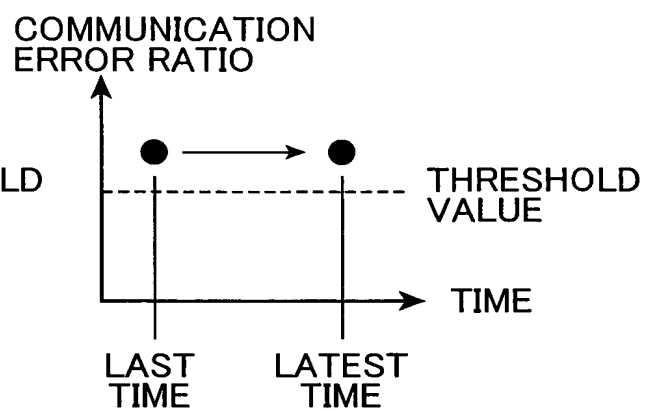 COMMUNICATION
ERROR RATIO
LD
THRESHOLD
VALUE
TIME
LAST
TIME
LATEST
TIME